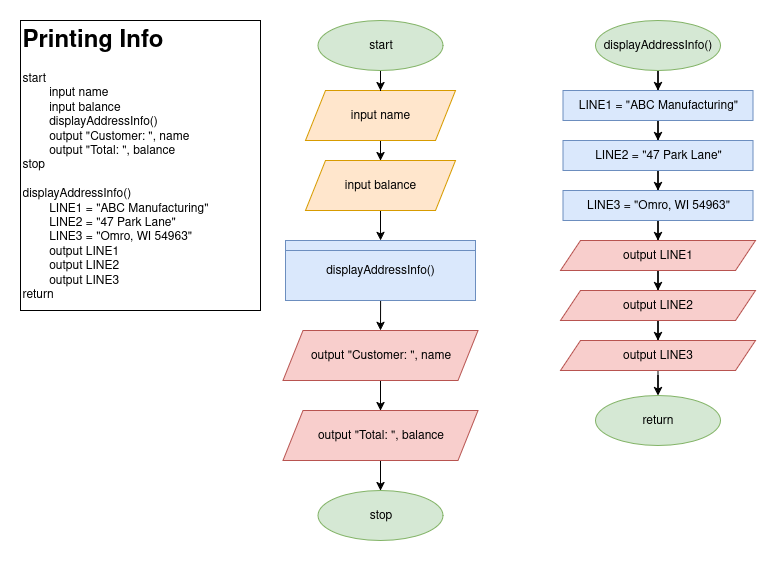 Printing Info
start
input name
input balance
displayAddressInfo()
output "Customer: ", name
output "Total: ", balance
stop
displayAddressInfo()
LINE1 = "ABC Manufacturing"
LINE2 = "47 Park Lane"
LINE3 = "Omro, WI 54963"
output LINE1
output LINE2
output LINE3
return
start
input name
input balance
displayAddressInfo()
output "Customer: ", name
output "Total: ", balance
stop
displayAddressInfo()
LINE1 = "ABC Manufacturing"
LINE2 = "47 Park Lane"
LINE3 = "Omro, WI 54963"
output LINE1
output LINE2
output LINE3
return